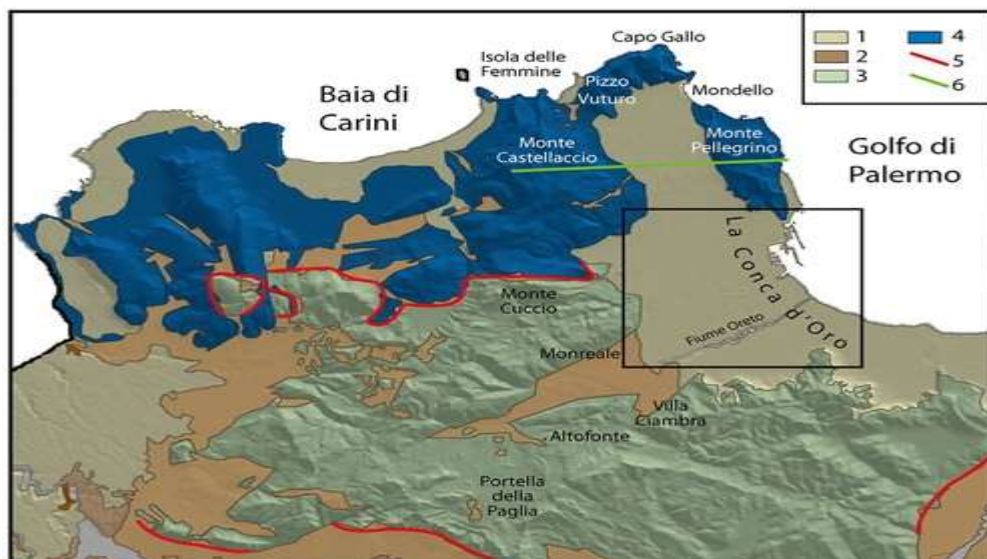 Capo Gallo
Isola delle
Femmine
Pizzo
Vuturo
Mondello
Baia di
Carini
Monte
Castellaccio
Monte
Pellegrino
Golfo di
Palermo
La Conca d'Oro
Monte
Cuccio
Fiume Oreto
Monreale
Villa
Ciambra
Altofonte
Portella
della
Paglia
1
2
3
4
5
6